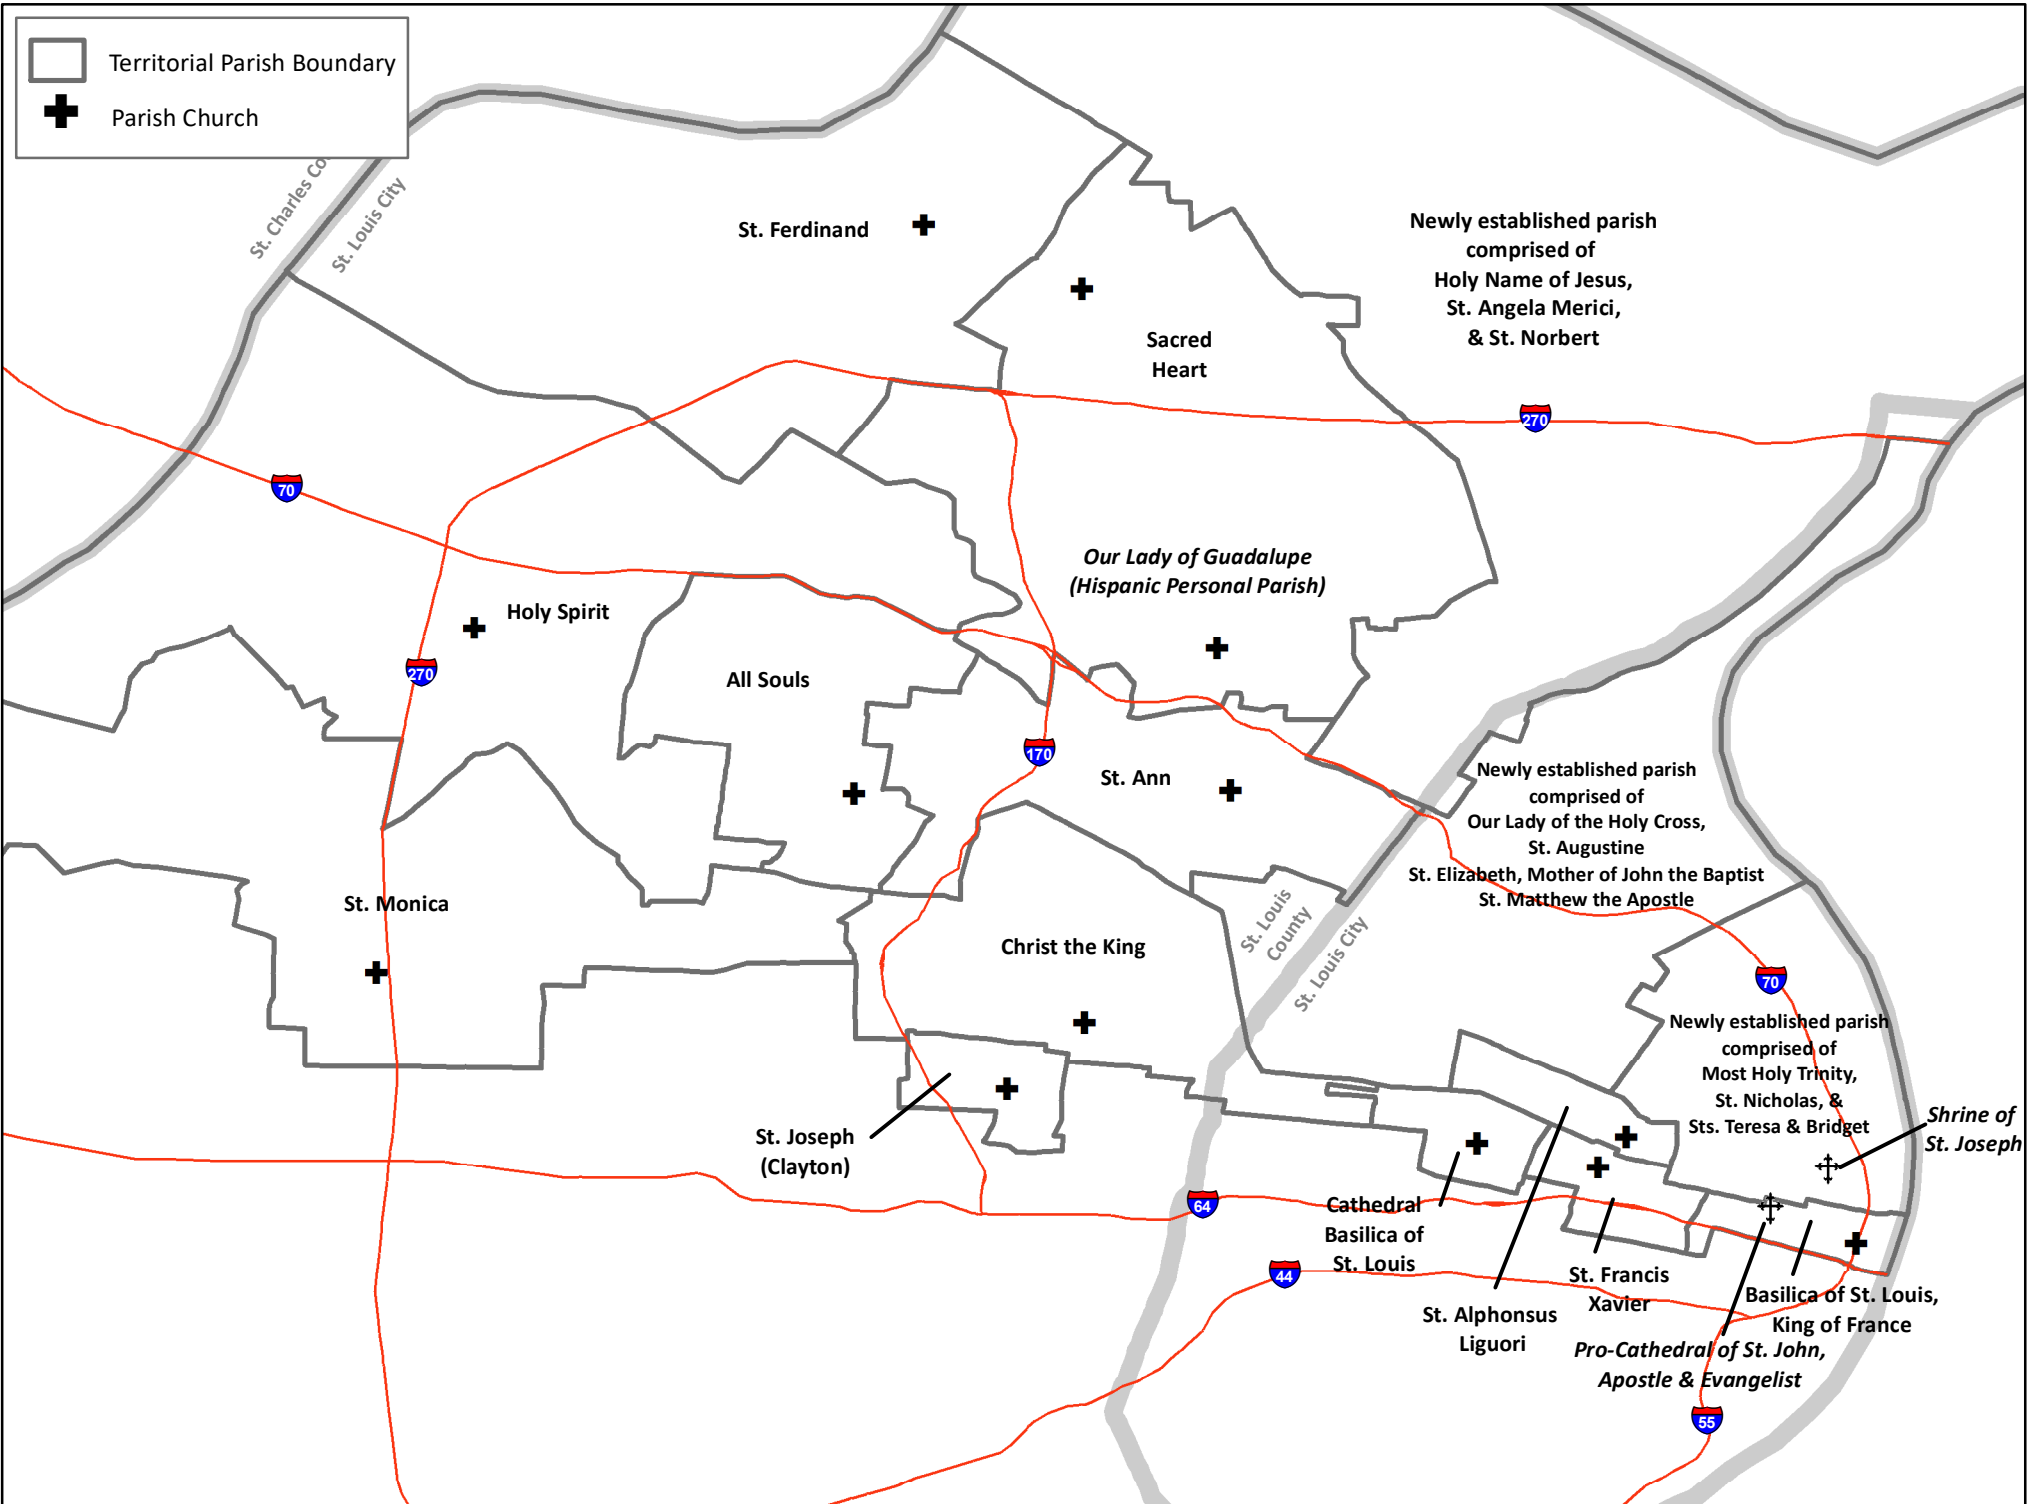 Territorial Parish Boundary
Parish Church
St. Charles
St. Louis City
St. Ferdinand
Newly established parish
comprised of
Holy Name of Jesus,
St. Angela Merici,
& St. Norbert
Sacred
Heart
270
70
Our Lady of Guadalupe
(Hispanic Personal Parish)
Holy Spirit
270
All Souls
170
St. Ann
Newly established parish
comprised of
Our Lady of the Holy Cross,
St. Augustine
St. Elizabeth, Mother of John the Baptist
St. Matthew the Apostle
St. Monica
Christ the King
St. Louis
County
St. Louis City
70
Newly established parish
comprised of
Most Holy Trinity,
St. Nicholas, &
Sts. Teresa & Bridget
Shrine of
St. Joseph
St. Joseph
(Clayton)
64
Cathedral
Basilica of
St. Louis
44
St. Francis
Xavier
St. Alphonsus
Liguori
Basilica of St. Louis,
King of France
Pro-Cathedral of St. John,
Apostle & Evangelist
55